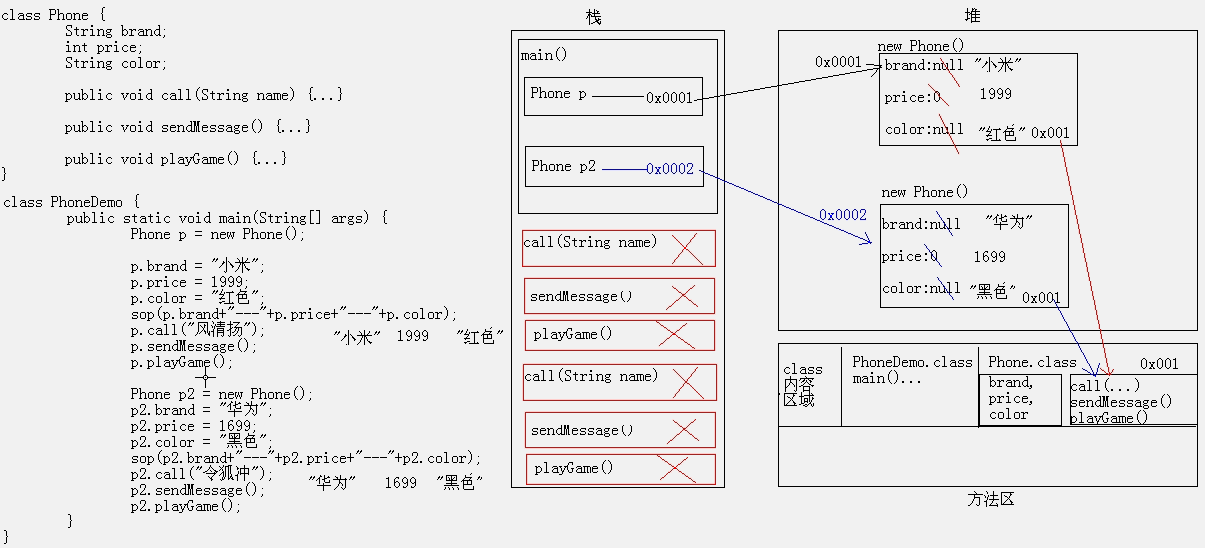 class Phone {
String brand;
int price;
String color;
public void call(String name) {...}
public void sendMessage() {...}
public void playGame() {...}
}
class PhoneDemo {
public static void main(String[] args) {
Phone p = new Phone();
p.brand = "小米";
p.price = 1999;
p.color = "红色";
sop(p.brand+"---"+p.price+"---"+p.color);
p.call("风清扬");
p.sendMessage();
"小米" 1999 "红色"
p.playGame();
Phone p2 = new Phone();
p2.brand = "华为";
p2.price = 1699;
p2.color = "黑色";
sop(p2.brand+"---"+p2.price+"---"+p2.color);
p2.call("令狐冲");
"华为" 1699 "黑色"
p2.sendMessage();
p2.playGame();
}
}
栈
main()
Phone p 0x0001
Phone p2 0x0002
call(String name)
sendMessage()
playGame()
call(String name)
sendMessage()
playGame()
堆
new Phone()
0x0001
brand:null "小米"
price:0 1999
color:null "红色" 0x001
new Phone()
0x0002
brand:null "华为"
price:0 1699
color:null "黑色" 0x001
class
内容
区域
PhoneDemo.class
main()...
Phone.class 0x001
brand,
price,
color
call(...)
sendMessage()
playGame()
方法区